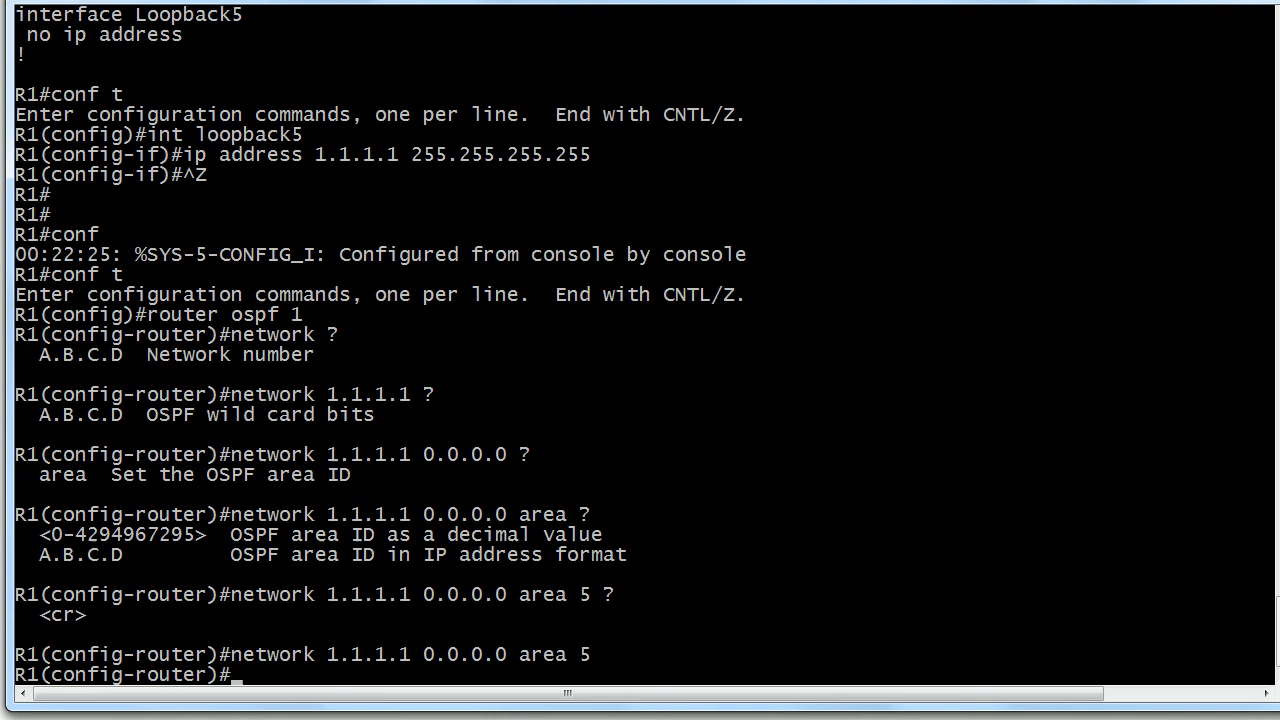 interface Loopback5
 no ip address
!
R1#conf t
Enter configuration commands, one per line.  End with CNTL/Z.
R1(config)#int loopback5
R1(config-if)#ip address 1.1.1.1 255.255.255.255
R1(config-if)#^Z
R1#
R1#
R1#conf
00:22:25: %SYS-5-CONFIG_I: Configured from console by console
R1#conf t
Enter configuration commands, one per line.  End with CNTL/Z.
R1(config)#router ospf 1
R1(config-router)#network ?
  A.B.C.D  Network number
R1(config-router)#network 1.1.1.1 ?
  A.B.C.D  OSPF wild card bits
R1(config-router)#network 1.1.1.1 0.0.0.0 ?
  area  Set the OSPF area ID
R1(config-router)#network 1.1.1.1 0.0.0.0 area ?
  <0-4294967295>  OSPF area ID as a decimal value
  A.B.C.D         OSPF area ID in IP address format
R1(config-router)#network 1.1.1.1 0.0.0.0 area 5 ?
  <cr>
R1(config-router)#network 1.1.1.1 0.0.0.0 area 5
R1(config-router)#